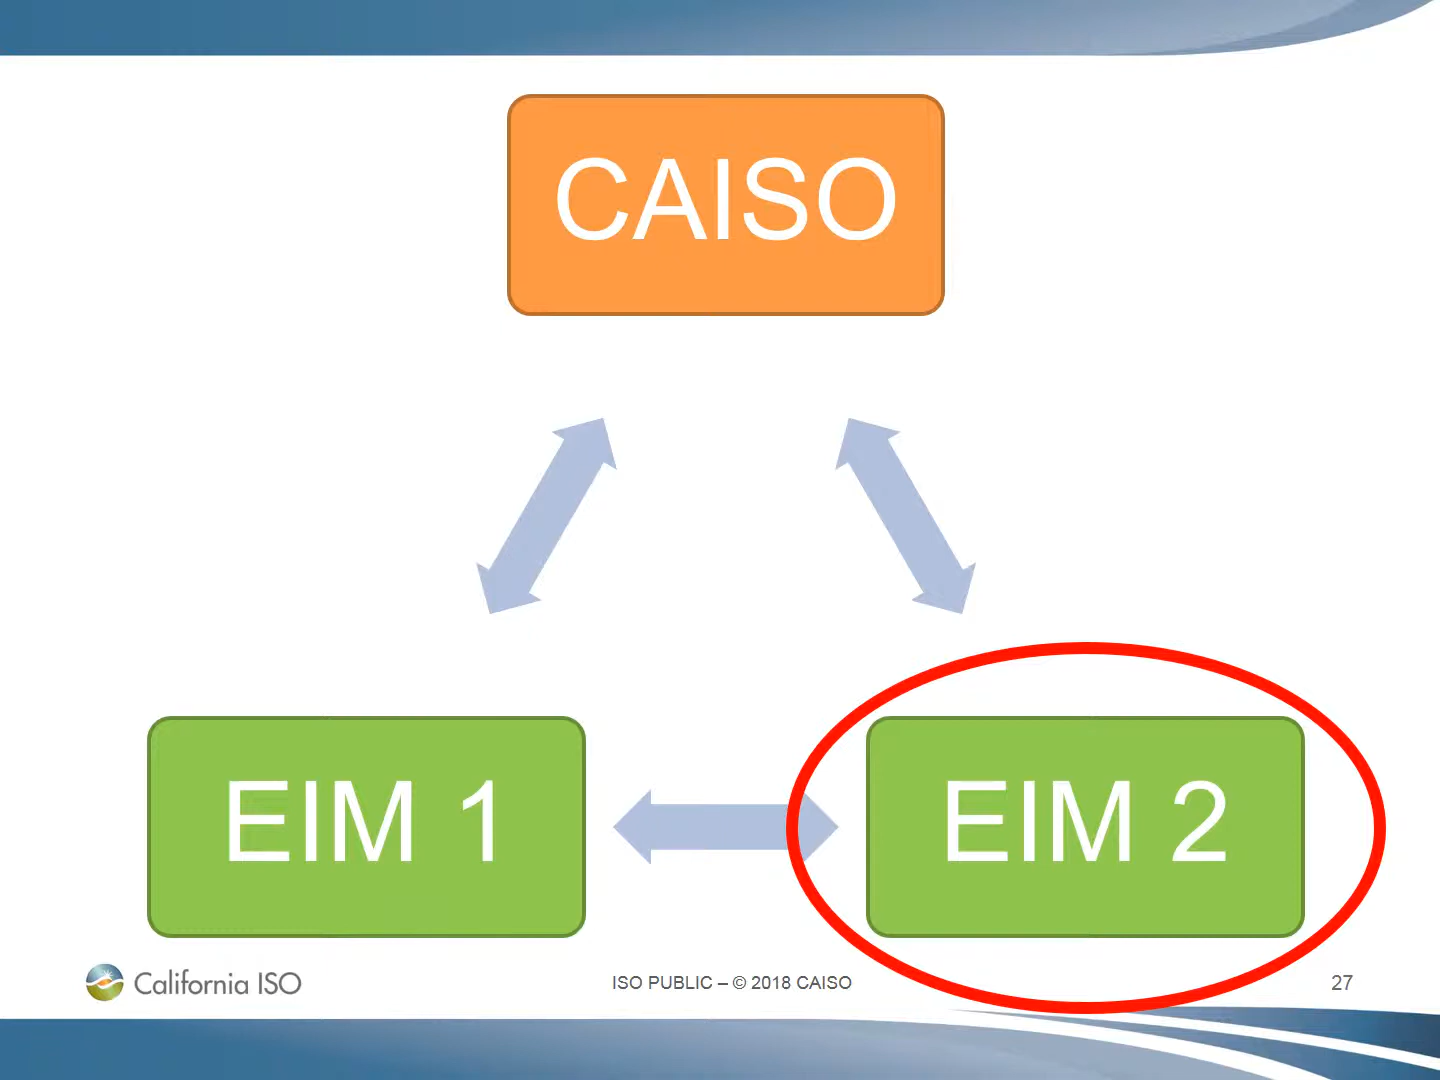 CAISO
EIM 1
EIM 2
California ISO
ISO PUBLIC – © 2018 CAISO
27